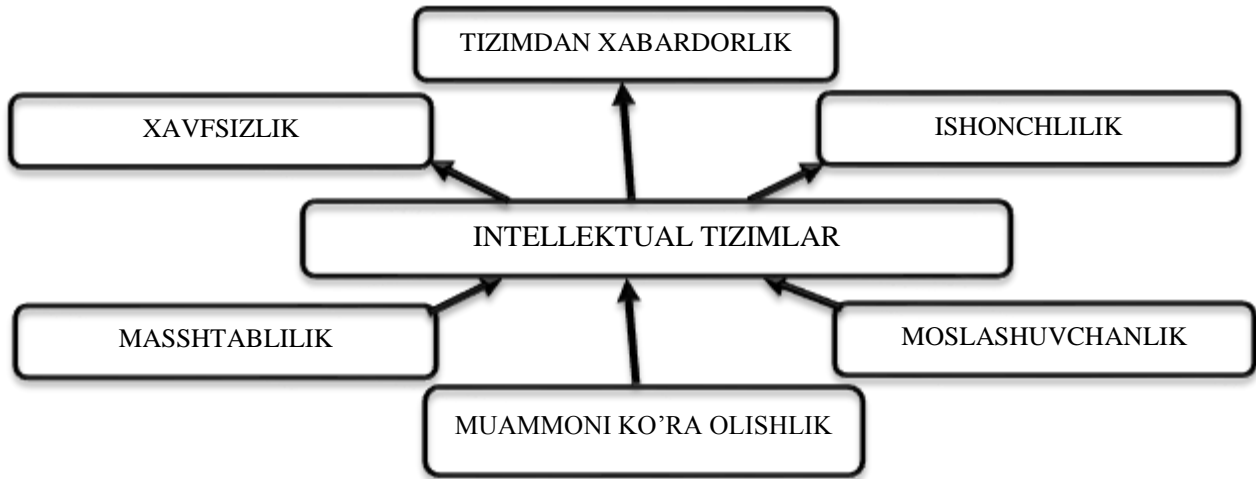 TIZIMDAN XABARDORLIK
XAVFSIZLIK
ISHONCHLILIK
INTELLEKTUAL TIZIMLAR
MASSHTABLILIK
MOSLASHUVCHANLIK
MUAMMONI KO’RA OLISHLIK